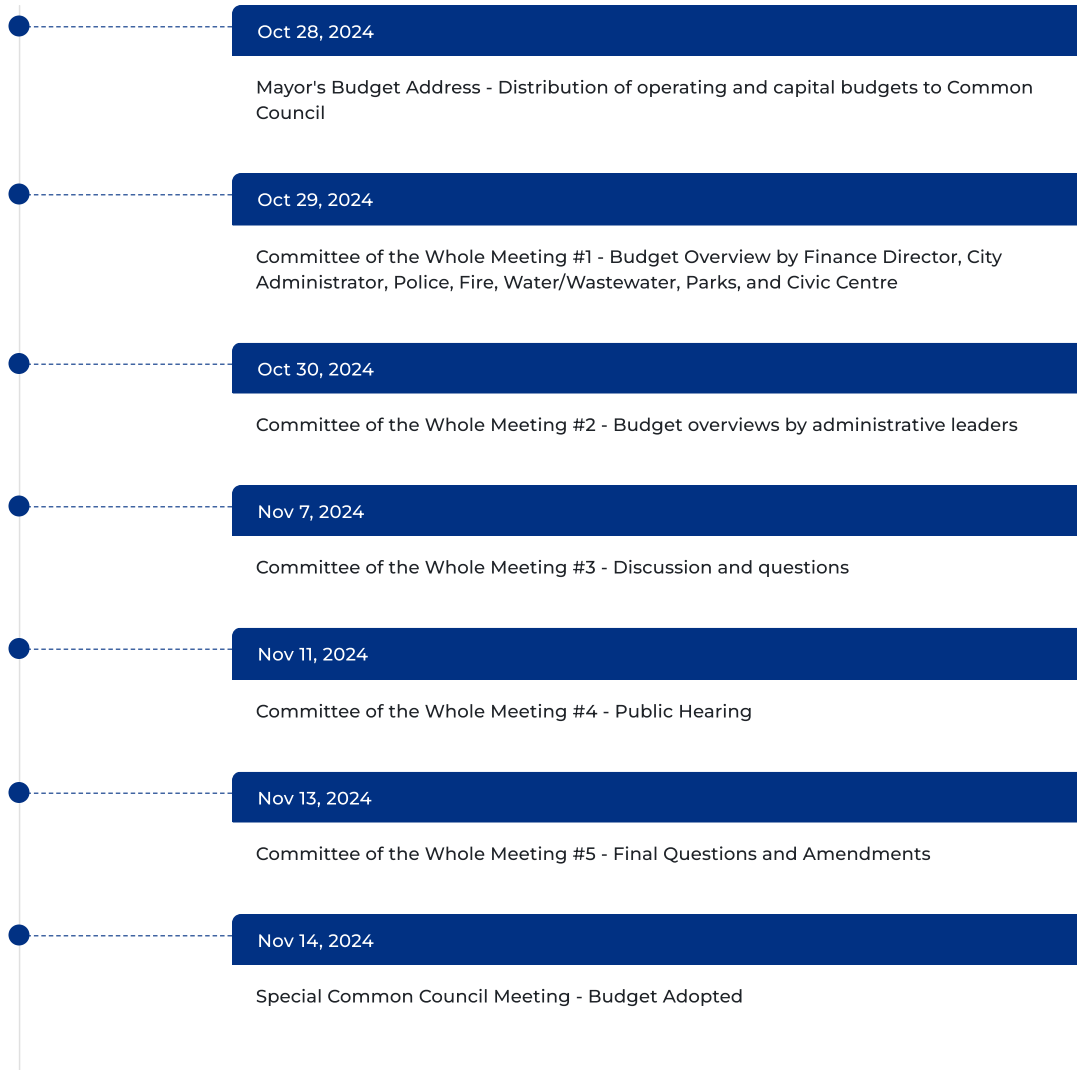 Oct 28, 2024
Mayor's Budget Address - Distribution of operating and capital budgets to Common
Council
Oct 29, 2024
Committee of the Whole Meeting #1 - Budget Overview by Finance Director, City
Administrator, Police, Fire, Water/Wastewater, Parks, and Civic Centre
Oct 30, 2024
Committee of the Whole Meeting #2 - Budget overviews by administrative leaders
Nov 7, 2024
Committee of the Whole Meeting #3 - Discussion and questions
Nov 11, 2024
Committee of the Whole Meeting #4 - Public Hearing
Nov 13, 2024
Committee of the Whole Meeting #5 - Final Questions and Amendments
Nov 14, 2024
Special Common Council Meeting - Budget Adopted